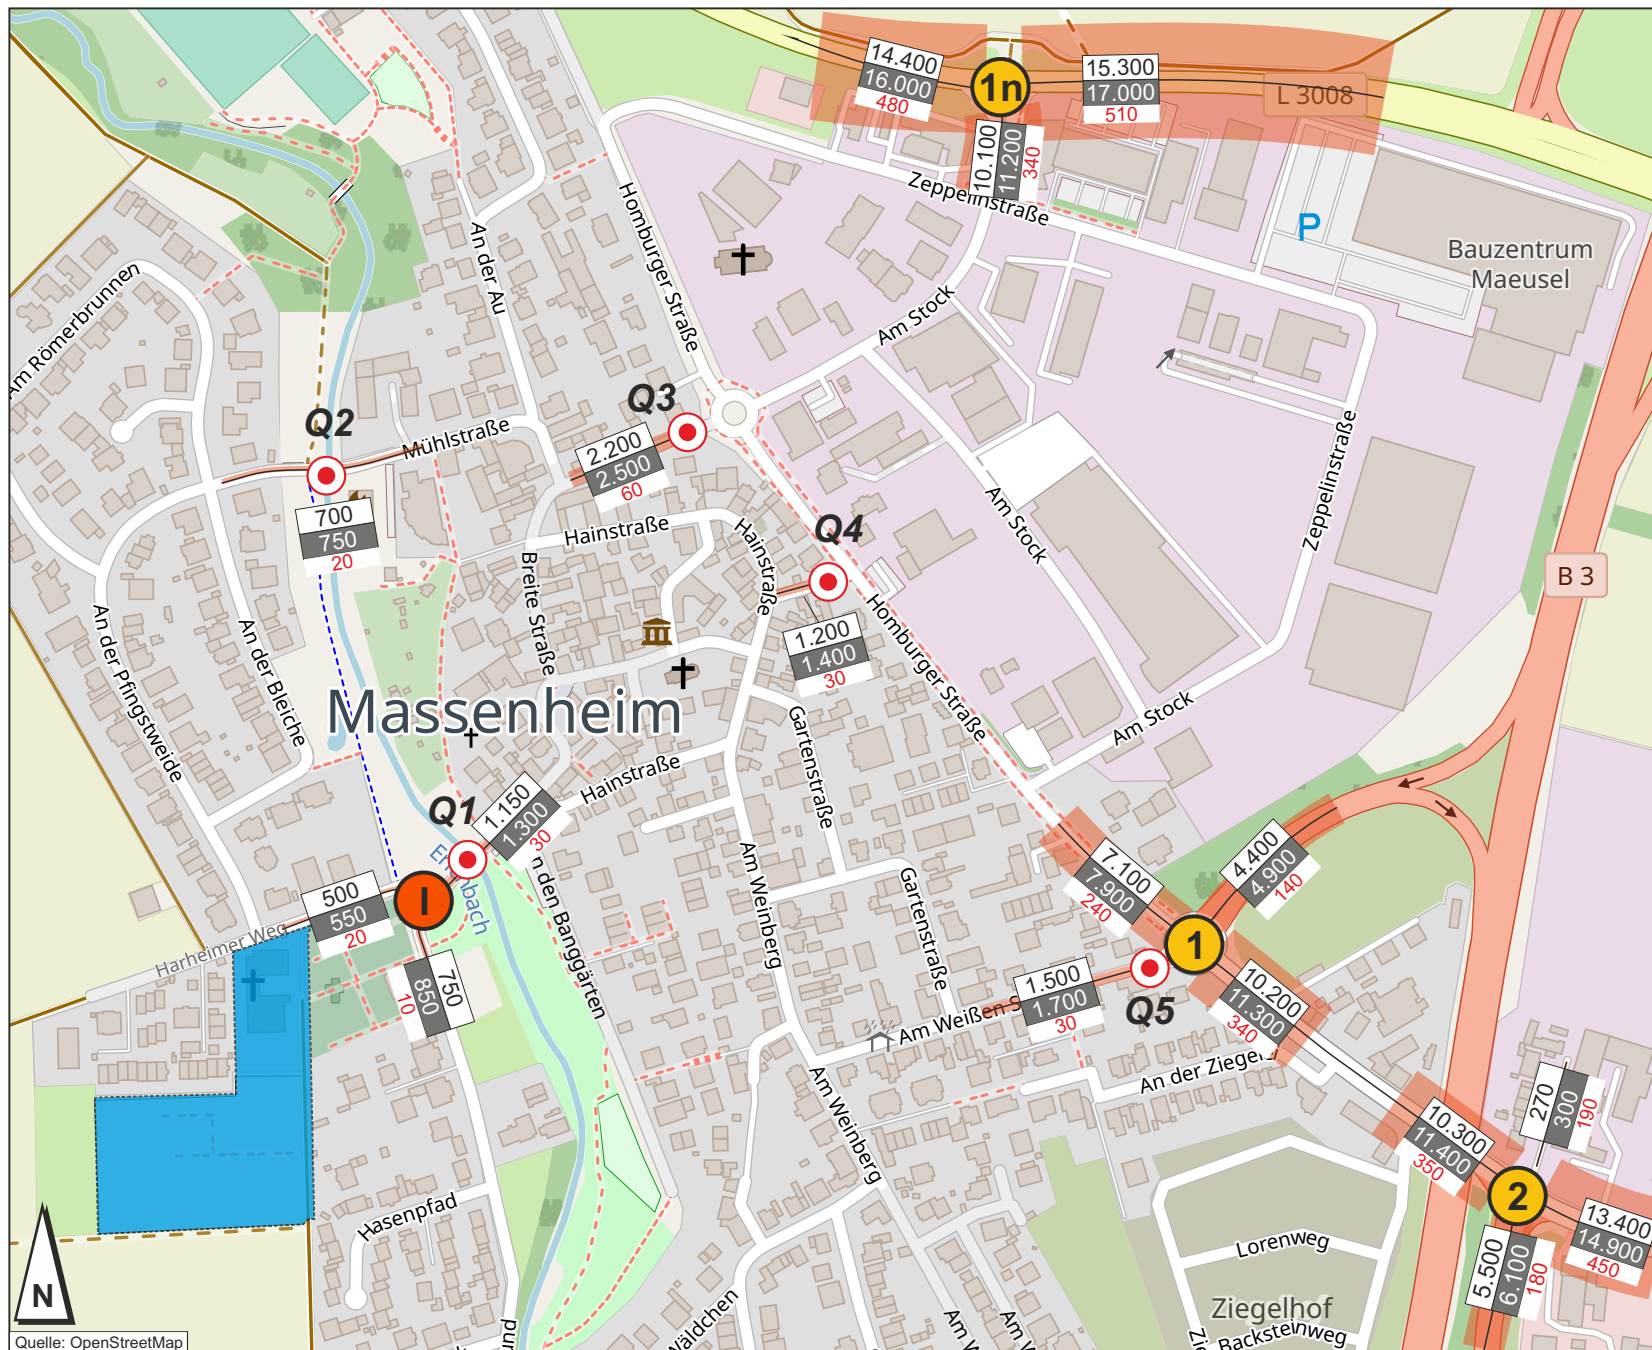 14.400
16.000
480
1n
15.300
17.000
510
L 3008
10.100
11.200
340
Zeppelinstraße
P
Bauzentrum
Maeusel
Homburger Straße
An der Au
Am Römerbrunnen
Am Stock
Q3
Q2
Mühlstraße
2.200
2.500
60
Zeppelinstraße
700
750
20
Hainstraße
Hainstraße
Q4
Am Stock
B 3
Breite Straße
An der Pfingstweide
An der Bleiche
1.200
1.400
30
Homburger Straße
Massenheim
Gartenstraße
Am Stock
Hainstraße
Q1
1.150
1.300
30
7.100
7.900
240
4.400
4.900
140
Am Weinberg
Gartenstraße
500
550
20
I
Harheimer Weg
n den Banggärten
750
850
10
1
1.500
1.700
30
Q5
10.200
11.300
340
Am Weißen S
An der Ziegel
Am Weinberg
10.300
11.400
350
270
300
190
2
13.400
14.900
450
5.500
6.100
180
Hasenpfad
Lorenweg
Ziegelhof
Backsteinweg
Zie
wäldchen
Am W
Am W
und
N
Quelle: OpenStreetMap